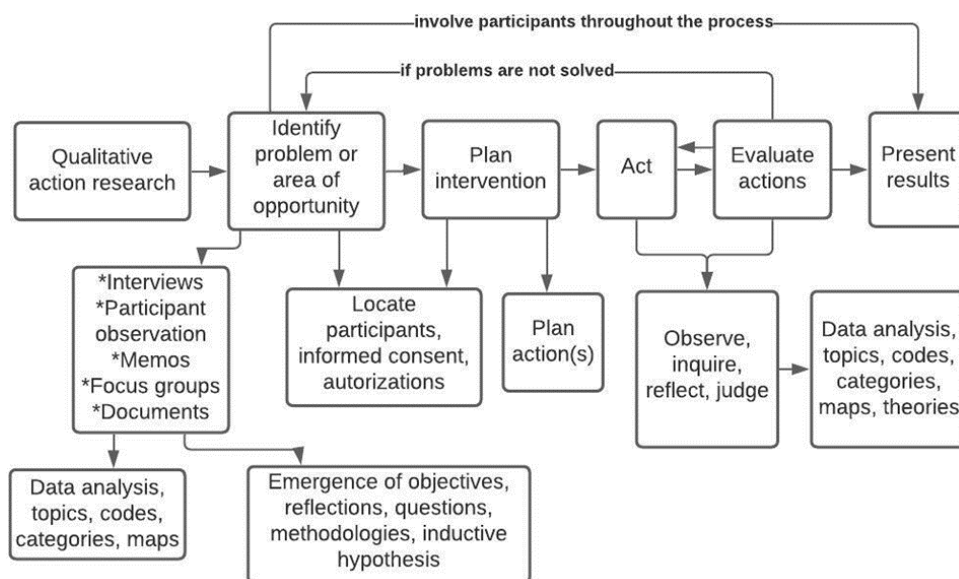 involve participants throughout the process
if problems are not solved
Qualitative
action research
Identify
problem or
area of
opportunity
Plan
intervention
Act
Evaluate
actions
Present
results
*Interviews
*Participant
observation
*Memos
*Focus groups
*Documents
Locate
participants,
informed consent,
autorizations
Plan
action(s)
Observe,
inquire,
reflect, judge
Data analysis,
topics, codes,
categories,
maps, theories
Data analysis,
topics, codes,
categories, maps
Emergence of objectives,
reflections, questions,
methodologies, inductive
hypothesis